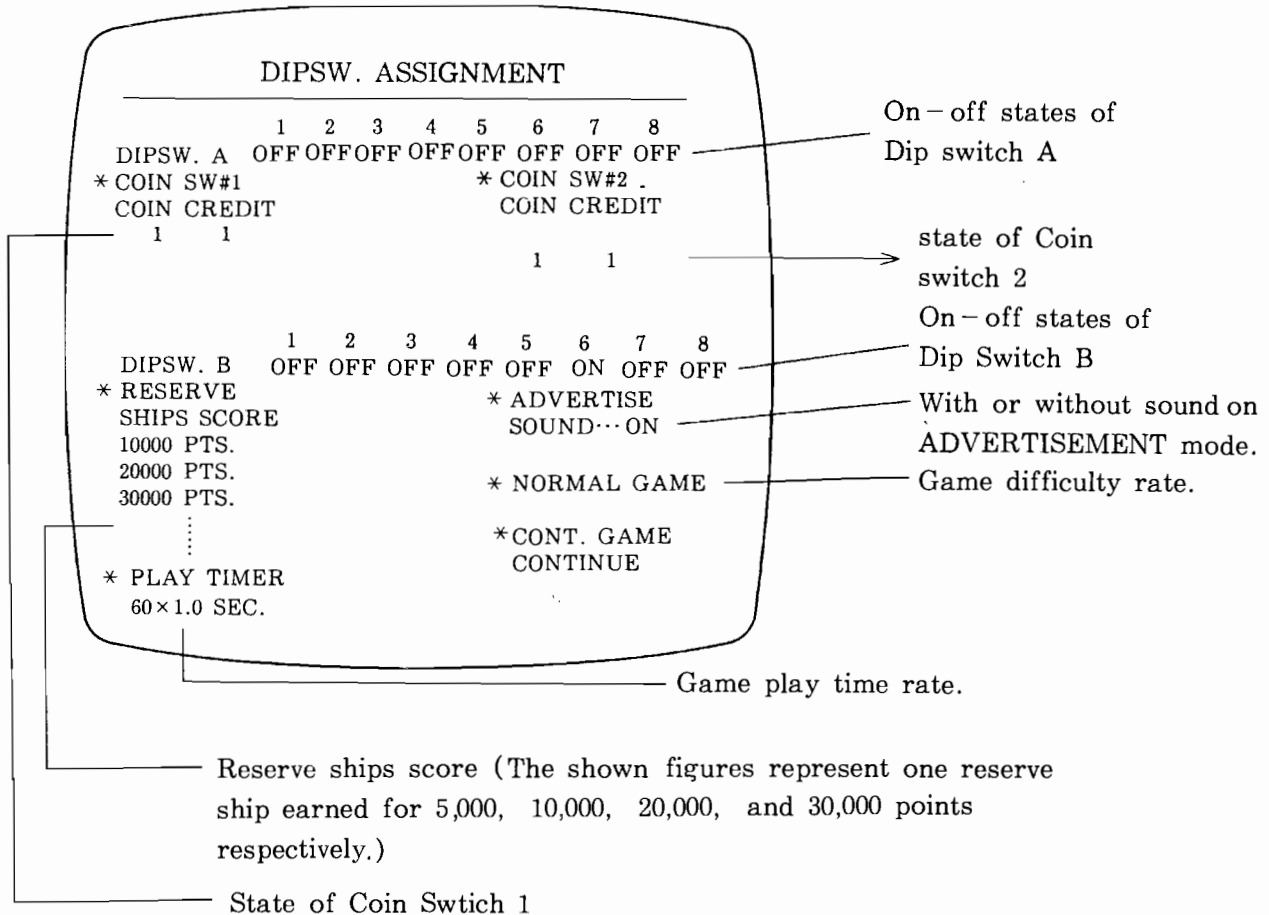 DIPSW. ASSIGNMENT
1 2 3 4 5 6 7 8
DIPSW. A OFF OFF OFF OFF OFF OFF OFF OFF
* COIN SW#1 * COIN SW#2 .
COIN CREDIT COIN CREDIT
1 1
1 1
1 2 3 4 5 6 7 8
DIPSW. B OFF OFF OFF OFF OFF ON OFF OFF
* RESERVE * ADVERTISE
SHIPS SCORE SOUND··· ON
10000 PTS.
20000 PTS. * NORMAL GAME
30000 PTS.
* CONT. GAME
CONTINUE
* PLAY TIMER
60×1.0 SEC.
On-off states of
Dip switch A
state of Coin
switch 2
On-off states of
Dip Switch B
With or without sound on
ADVERTISEMENT mode.
Game difficulty rate.
Game play time rate.
Reserve ships score (The shown figures represent one reserve
ship earned for 5,000, 10,000, 20,000, and 30,000 points
respectively.)
State of Coin Swtich 1